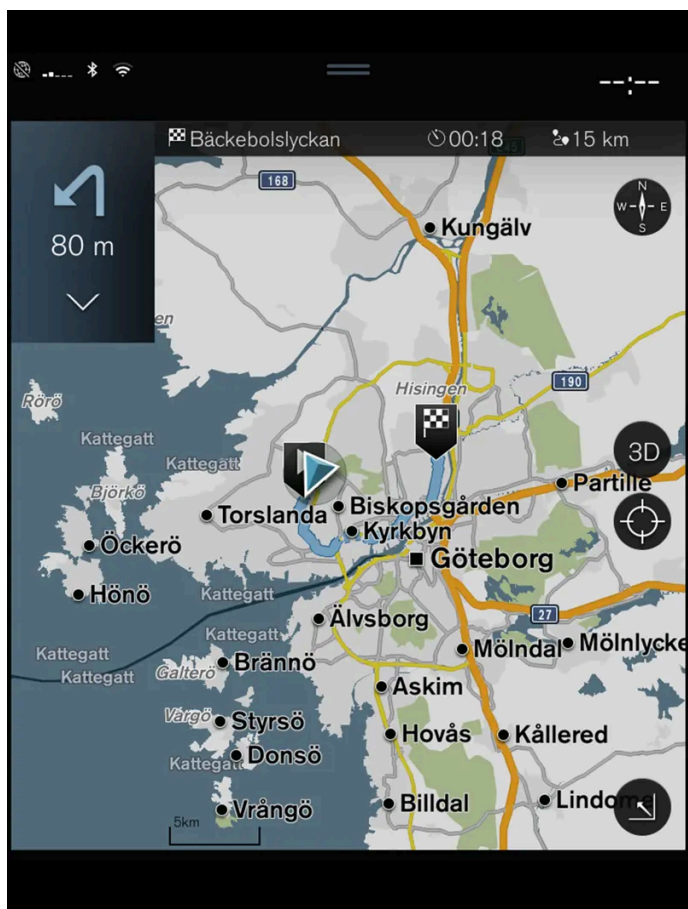 --:--
Bäckebolslyckan 00:18 15 km
80 m
168
N
W E
S
Kungälv
en
190
Hisingen
Rörö
Kattegatt
Kattegatt
3D
Björkö
Partille
Biskopsgården
Torslanda
Kyrkbyn
Öckerö
Göteborg
Hönö
Kattegatt
27
Älvsborg
Kattegatt
Mölndal
Mölnlycke
Kattegatt
Brännö
Galterö
Kattegatt
Askim
Vargö
Styrsö
Hovås
Kållered
Donsö
Kattegatt
Billdal
Lindome
Vrångö
5km